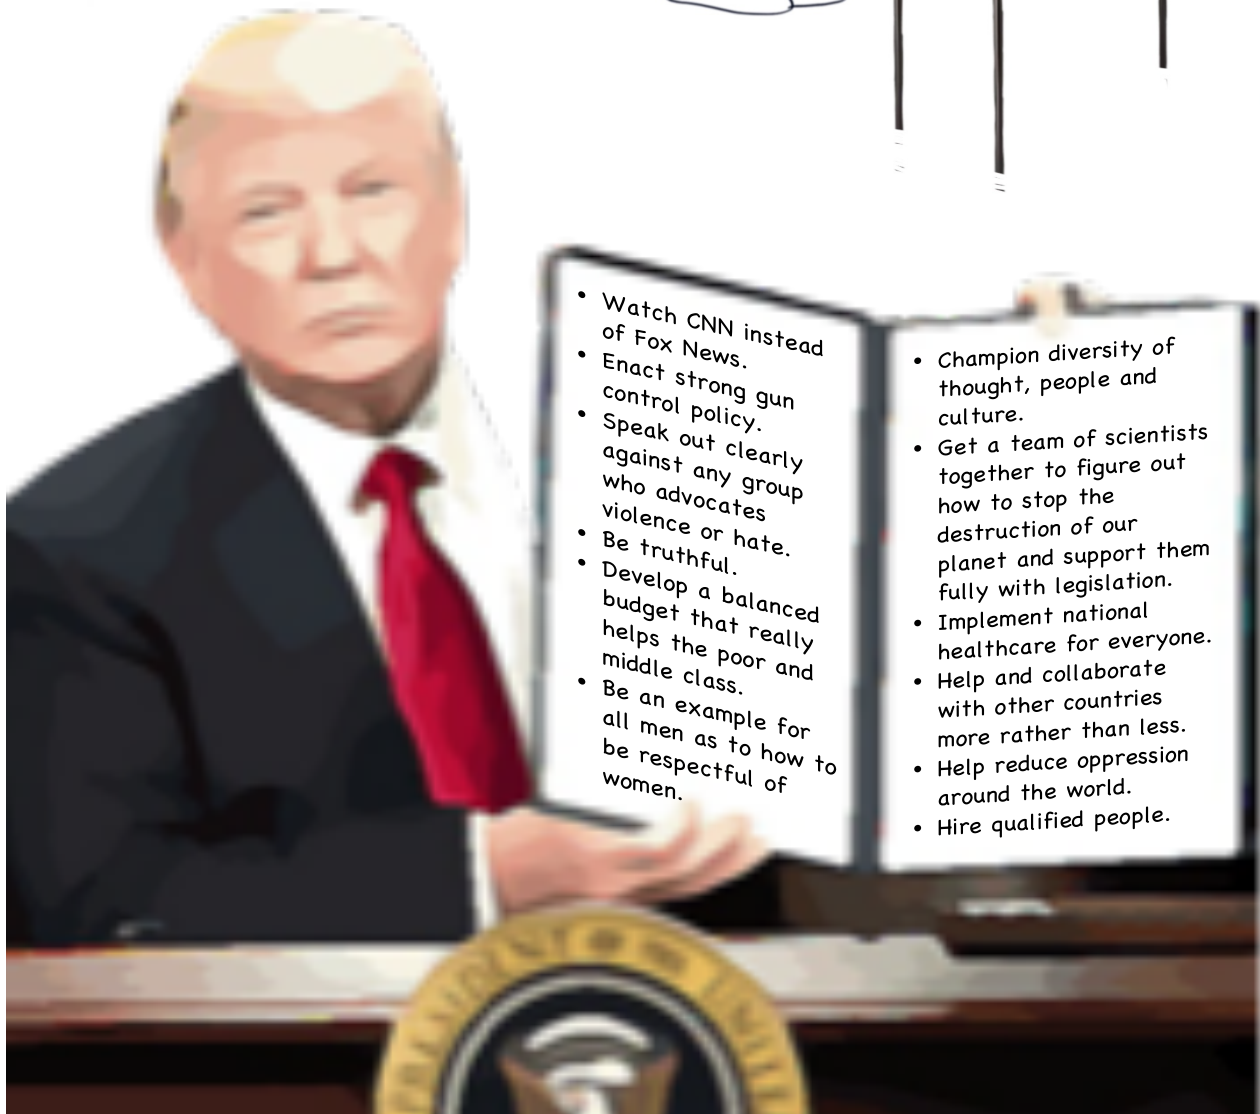 • Watch CNN instead
of Fox News.
• Enact strong gun
control policy.
• Speak out clearly
against any group
who advocates
violence or hate.
• Be truthful.
• Develop a balanced
budget that really
helps the poor and
middle class.
• Be an example for
all men as to how to
be respectful of
women.
• Champion diversity of
thought, people and
culture.
• Get a team of scientists
together to figure out
how to stop the
destruction of our
planet and support them
fully with legislation.
• Implement national
healthcare for everyone.
• Help and collaborate
with other countries
more rather than less.
• Help reduce oppression
around the world.
• Hire qualified people.
PRESIDENT